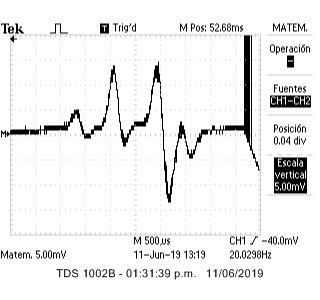 Tek T Trig'd M Pos: 52.68ms MATEM.
Operación
-
Fuentes
CH1-CH2
Posición
0.04 div
Escala
vertical
5.00mV
M
M 500µs CH1 / -40.0mV
Matem. 5.00mV 11-Jun-19 13:19 20.0298Hz
TDS 1002B - 01:31:39 p.m. 11/06/2019